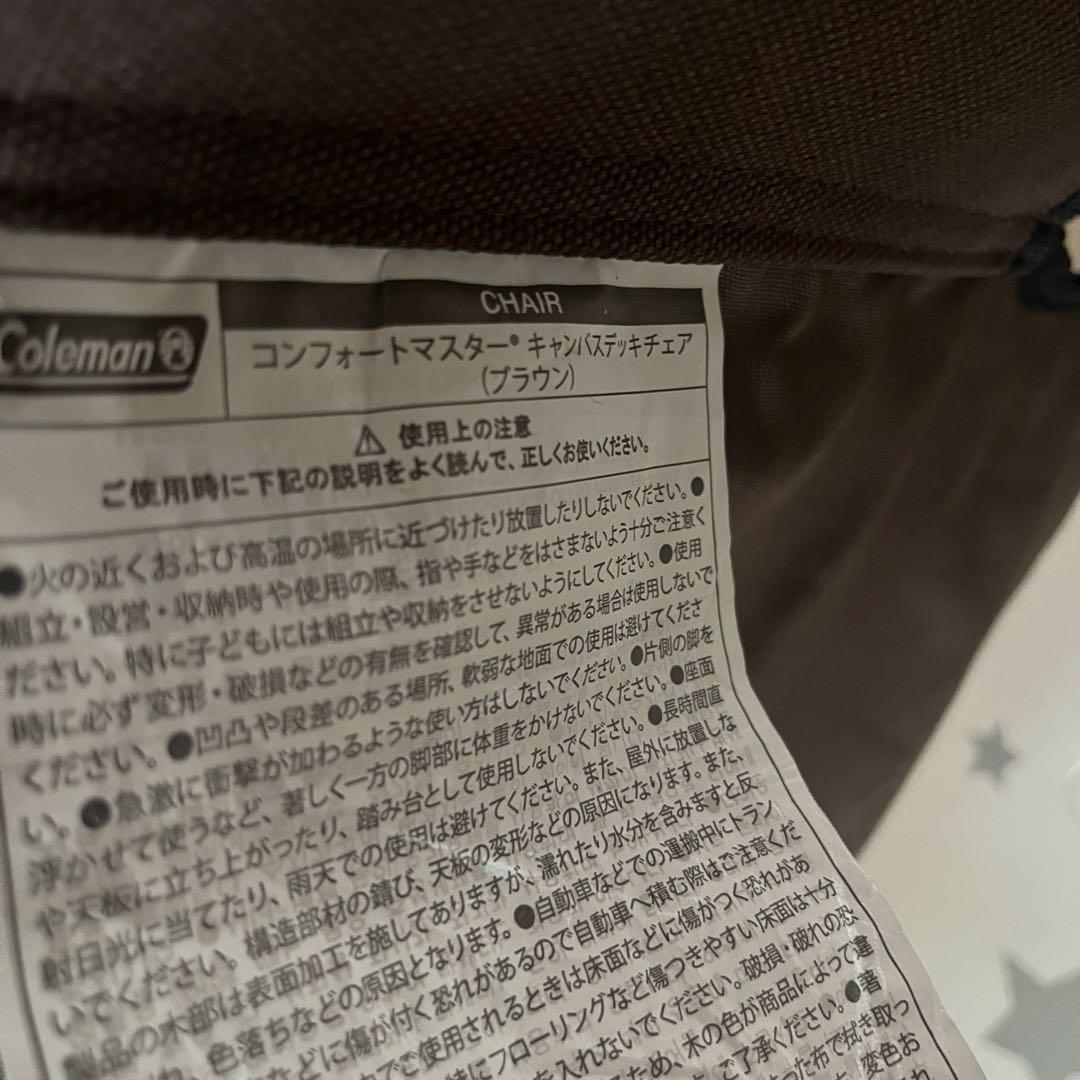 Coleman
CHAIR
コンフォートマスター® キャンバスデッキチェア
(ブラウン)
⚠ 使用上の注意
ご使用時に下記の説明をよく読んで、正しくお使いください。
●火の近くおよび高温の場所に近づけたり放置したりしないでください。●
組立・設営・収納時や使用の際、指や手などをはさまないよう十分ご注意く
ださい。特に子どもには組立や収納をさせないようにしてください。●使用
時に必ず変形・破損などの有無を確認して、異常がある場合は使用しないで
ください。●凹凸や段差のある場所、軟弱な地面での使用は避けてくださ
い。●急激に衝撃が加わるような使い方はしないでください。●片側の脚を
浮かせて使うなど、著しく一方の脚部に体重をかけないでください。●座面
や天板に立ち上がったり、踏み台として使用しないでください。●長時間直
射日光に当てたり、雨天での使用は避けてください。また、屋外に放置しな
いでください。構造部材の錆び、天板の変形などの原因になります。また、
製品の木部は表面加工を施してありますが、濡れたり水分を含みますと反
色落ちなどの原因となります。●自動車などでの運搬中にトラン
などに傷が付く恐れがあるので自動車へ積む際はご注意くだ
でご使用されるときは床面などに傷がつく恐れがあ
特にフローリングなど傷つきやすい床面は十分
を入れないでください。破損・破れの恐
ため、木の色が商品によって違
ご了承ください。●著
った布で拭き取っ
変色お